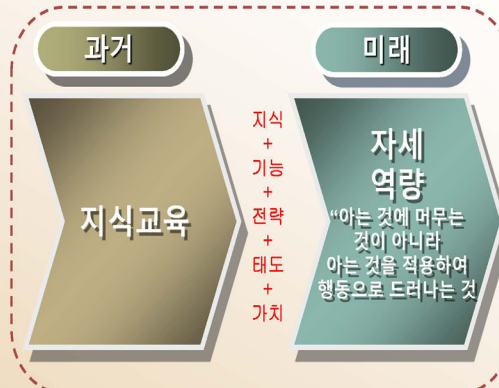 과거
미래
지식교육
지식
+
기능
+
전략
+
태도
+
가치
자세
역량
“아는 것에 머무는
것이 아니라
아는 것을 적용하여
행동으로 드러나는 것